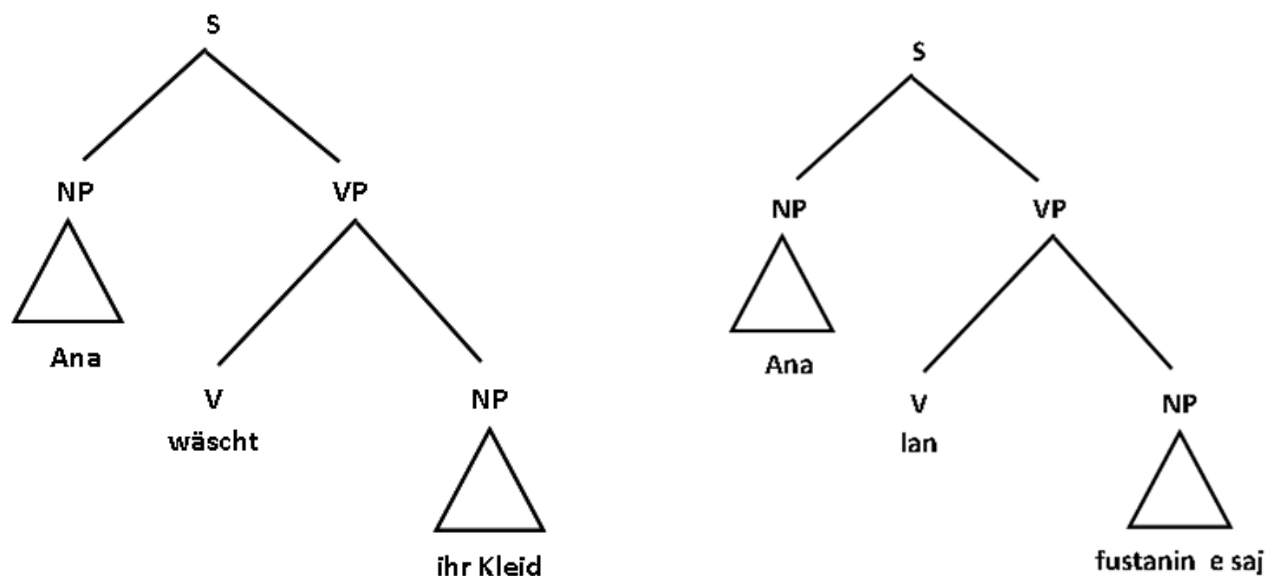 S
NP VP
Ana
V NP
wäscht
ihr Kleid
S
NP VP
Ana
V NP
lan
fustanin e saj